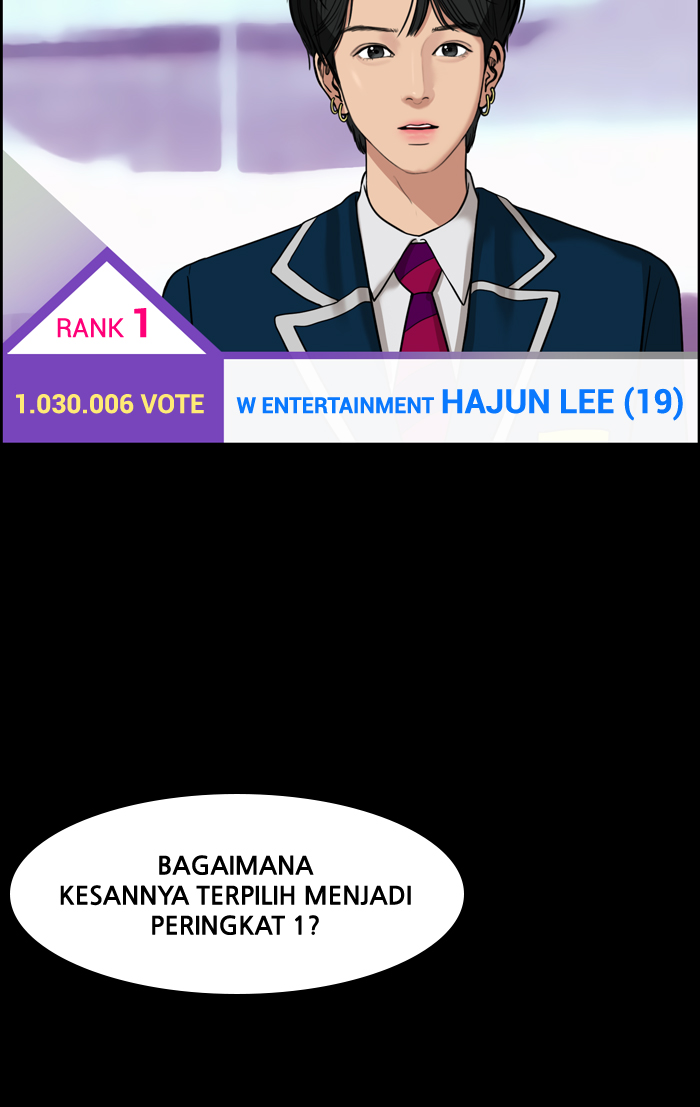 RANK 1
1.030.006 VOTE
W ENTERTAINMENT HAJUN LEE (19)
BAGAIMANA
KESANNYA TERPILIH MENJADI
PERINGKAT 1?